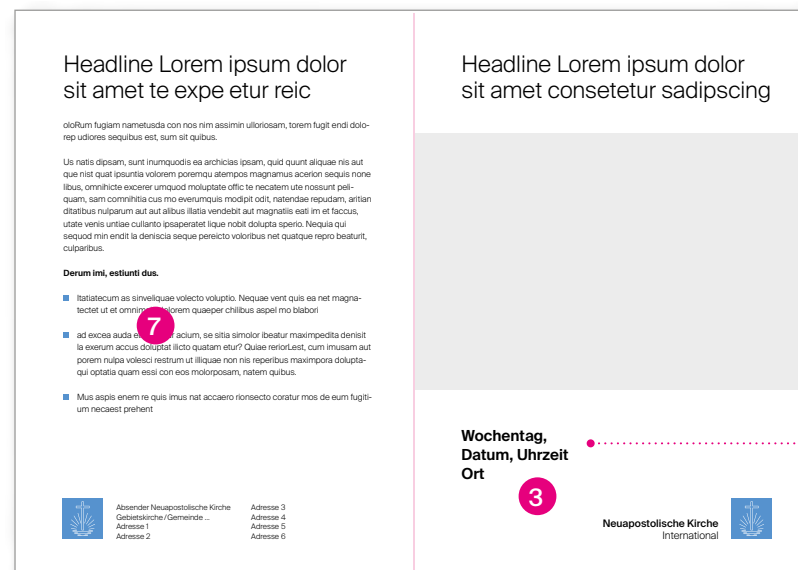 Headline Lorem ipsum dolor
sit amet te expe etur reic
oloRum fugiam nametusda con nos nim assimin ulloriosam, torem fugit endi dolo-
rep udiores sequibus est, sum sit quibus.
Us natis dipsam, sunt inumquodis ea archicias ipsam, quid quunt aliquae nis aut
que nist quat ipsuntia volorem poremqu atempos magnamus acerion sequis none
libus, omnihicte excerer umquod moluptate offic te necatem ute nossunt peli-
quam, sam comnihitia cus mo everumquis modipit odit, natendae repudam, aritian
ditatibus nulparum aut aut alibus illatia vendebit aut magnatiis eati im et faccus,
utate venis untiae cullanto ipsaperatet lique nobit dolupta sperio. Nequia qui
sequod min endit la deniscia seque pereicto voloribus net quatque repro beaturit,
culparibus.
Derum imi, estiunti dus.
Itatiatecum as sinveliquae volecto voluptio. Nequae vent quis ea net magna-
tectet ut et omnim dolorem quaeper chilibus aspel mo blabori
7
ad excea auda acium, se sitia simolor ibeatur maximpedita denisit
la exerum accus doluptat ilicto quatam etur? Quiae reriorLest, cum imusam aut
porem nulpa volesci restrum ut illiquae non nis reperibus maximpora dolupta-
qui optatia quam essi con eos molorposam, natem quibus.
Mus aspis enem re quis imus nat accaero rionsecto coratur mos de eum fugiti-
um necaest prehent
Absender Neuapostolische Kirche
Gebietskirche/Gemeinde ...
Adresse 1
Adresse 2
Adresse 3
Adresse 4
Adresse 5
Adresse 6
Headline Lorem ipsum dolor
sit amet consetetur sadipscing
Wochentag,
Datum, Uhrzeit
Ort
3
Neuapostolische Kirche
International